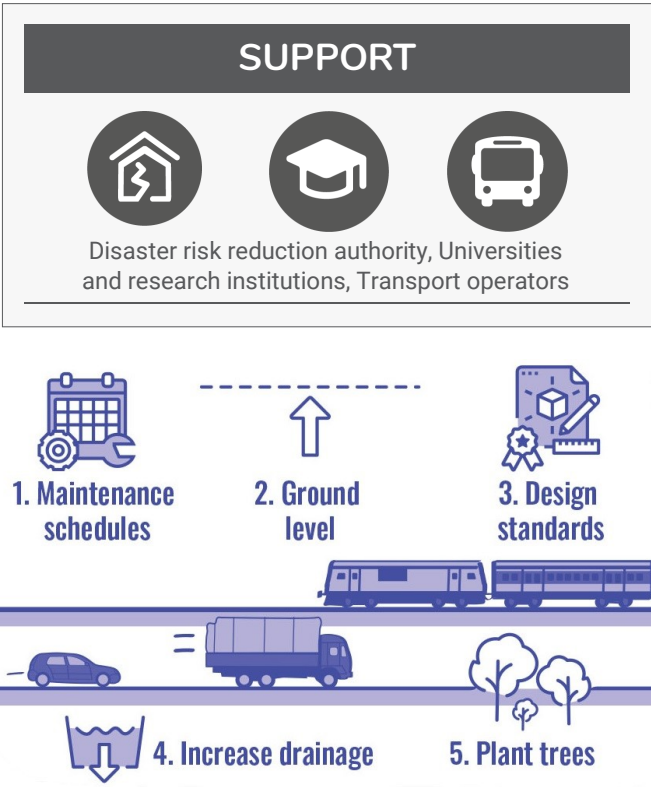 SUPPORT
Disaster risk reduction authority, Universities
and research institutions, Transport operators
1. Maintenance
schedules
2. Ground
level
3. Design
standards
4. Increase drainage
5. Plant trees